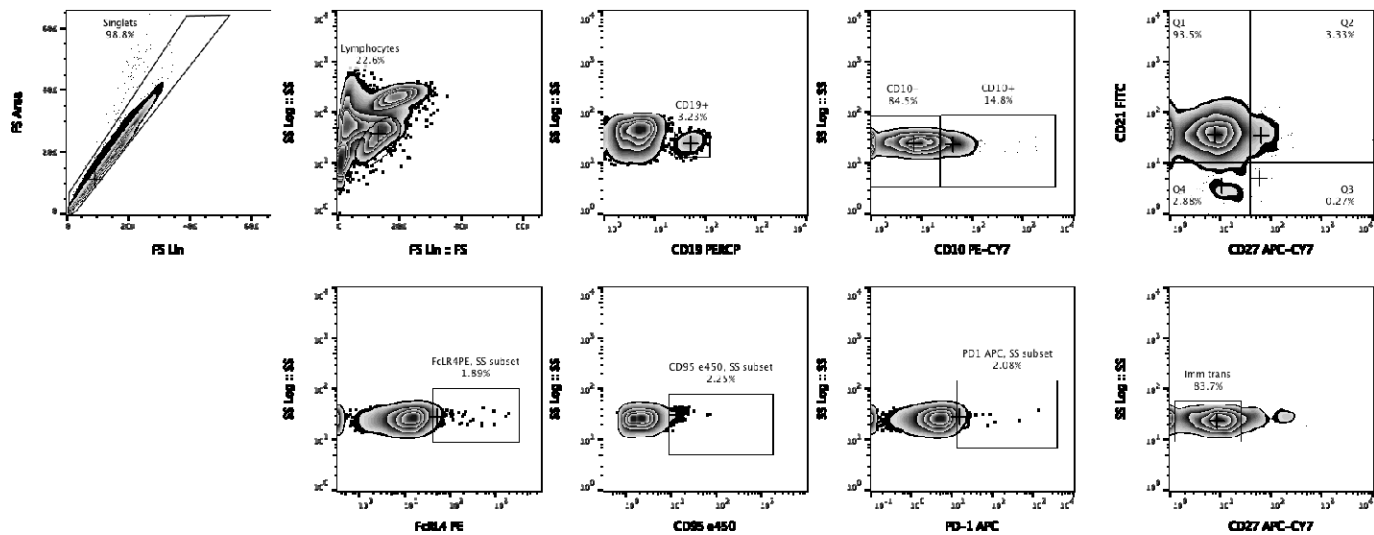 Singlets
98.8%
FS Area
FS Lin
Lymphocytes
22.6%
SS Log :: SS
FS Lin :: FS
CD19+
3.23%
SS Log :: SS
CD19 PERCP
CD10-
84.5%
CD10+
14.8%
SS Log :: SS
CD10 PE-CY7
Q1
93.5%
Q2
3.33%
Q4
2.88%
Q3
0.27%
CD21 FITC
CD27 APC-CY7
FcLR4PE, SS subset
1.89%
SS Log :: SS
FcRL4 PE
CD95 e450, SS subset
2.25%
SS Log :: SS
CD95 e450
PD1 APC, SS subset
2.08%
SS Log :: SS
PD-1 APC
Imm trans
83.7%
SS Log :: SS
CD27 APC-CY7